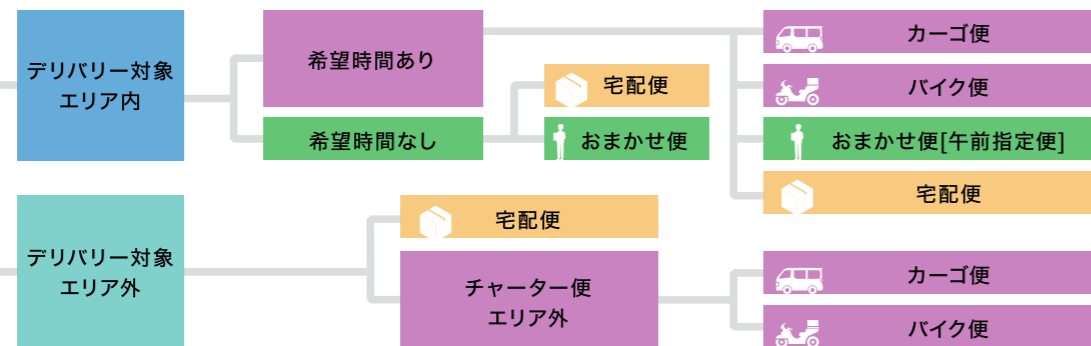 デリバリー対象
エリア内
希望時間あり
希望時間なし
宅配便
おまかせ便
カーゴ便
バイク便
おまかせ便[午前指定便]
宅配便
デリバリー対象
エリア外
宅配便
チャーター便
エリア外
カーゴ便
バイク便